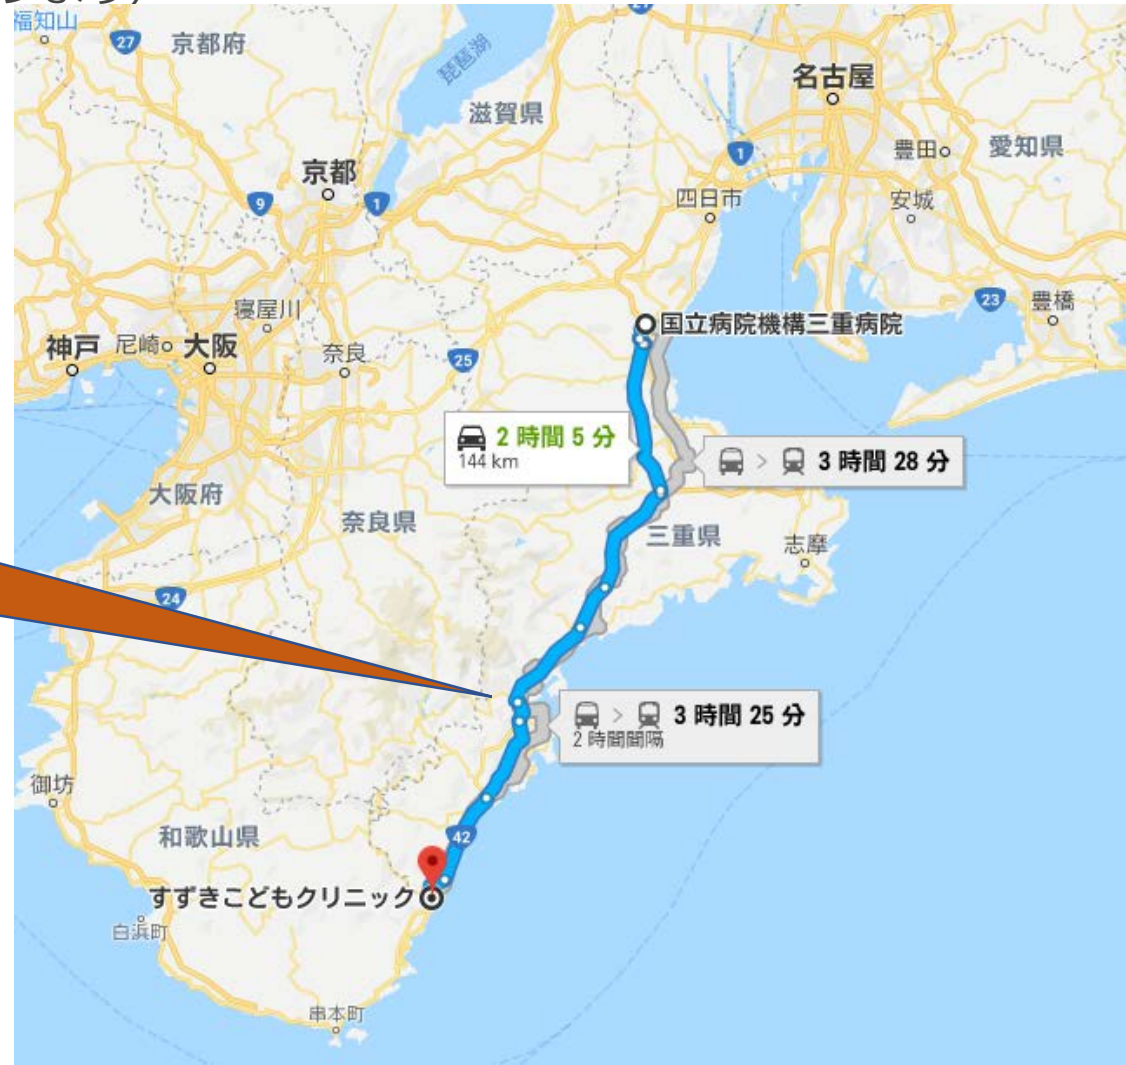 福知山
27
京都府
琵琶湖
滋賀県
名古屋
1
豊田
愛知県
京都
9
1
四日市
安城
寝屋川
23
豊橋
国立病院機構三重病院
神戸
尼崎
大阪
奈良
25
2 時間 5 分
144 km
> 3 時間 28 分
大阪府
奈良県
三重県
志摩
24
> 3 時間 25 分
2 時間間隔
御坊
和歌山県
42
すずきこどもクリニック
白浜町
串本町